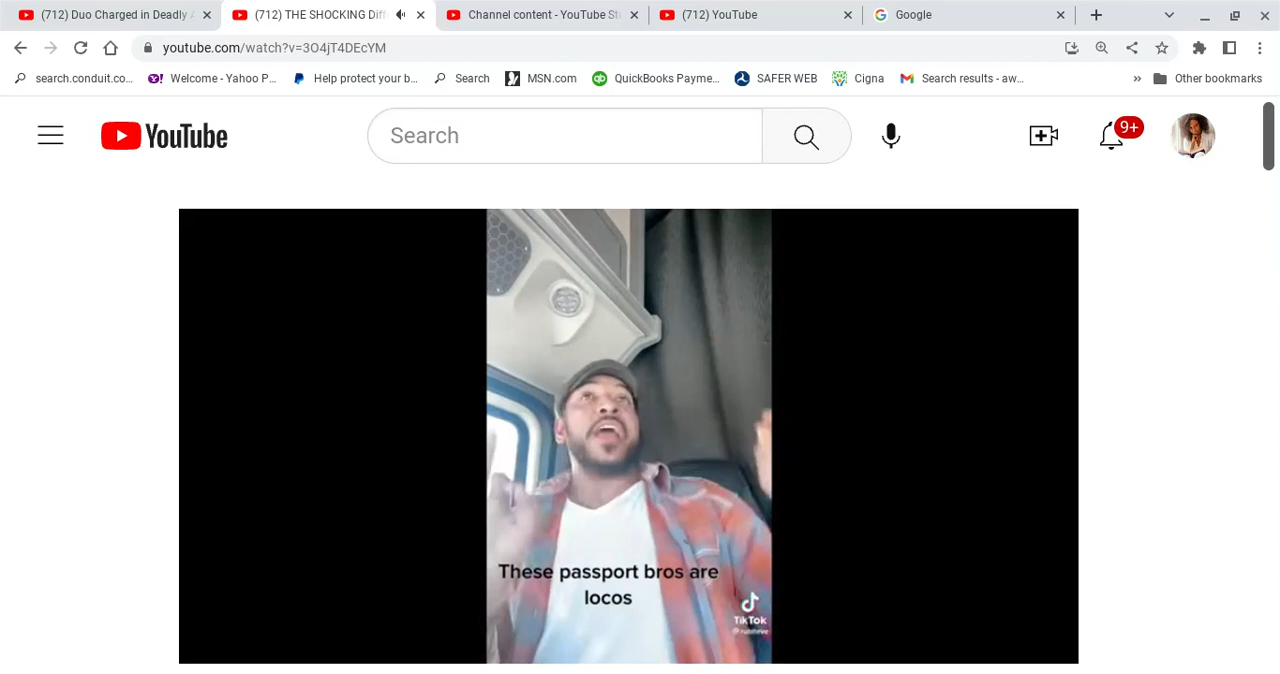 (712) Duo Charged in Deadly A
(712) THE SHOCKING Diff
Channel content - YouTube St
(712) YouTube
Google
youtube.com/watch?v=3O4jT4DEcYM
search.conduit.co...
Welcome - Yahoo P...
Help protect your b...
Search
MSN.com
QuickBooks Payme...
SAFER WEB
Cigna
Search results - aw...
» Other bookmarks
YouTube
Search
9+
These passport bros are
locos
TikTok